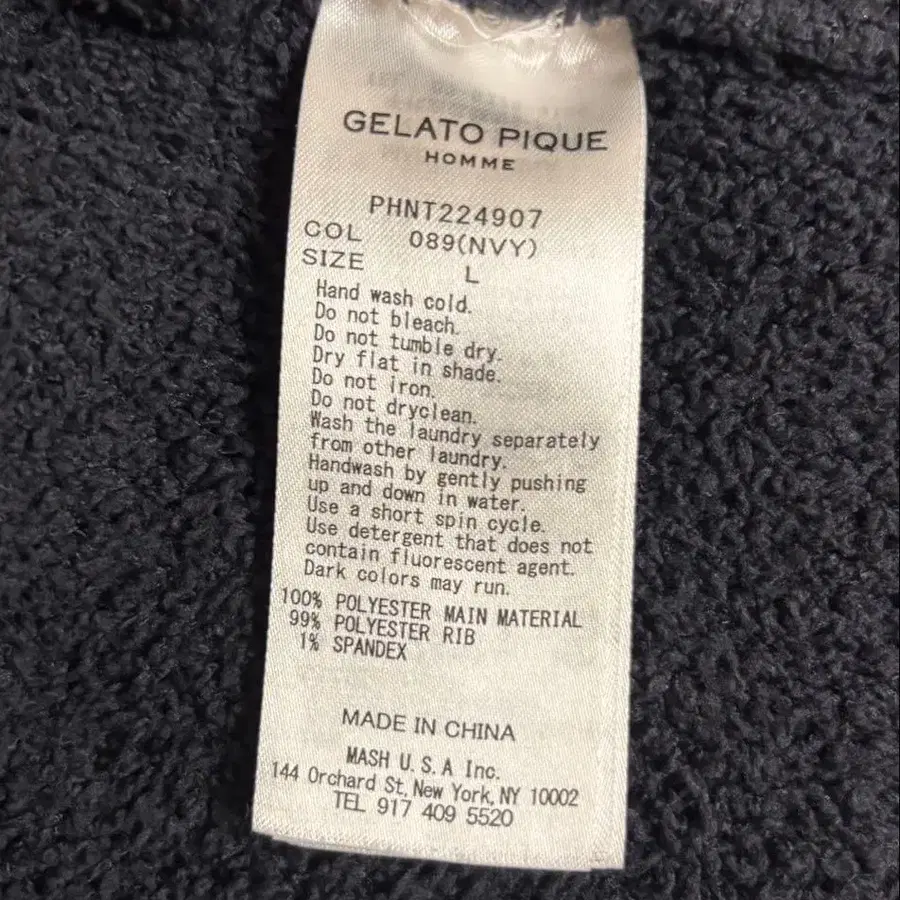 GELATO PIQUE
HOMME
PHNT224907
COL 089(NVY)
SIZE L
Hand wash cold.
Do not bleach.
Do not tumble dry.
Dry flat in shade.
Do not iron.
Do not dryclean.
Wash the laundry separately
from other laundry.
Handwash by gently pushing
up and down in water.
Use a short spin cycle.
Use detergent that does not
contain fluorescent agent.
Dark colors may run.
100% POLYESTER MAIN MATERIAL
99% POLYESTER RIB
1% SPANDEX
MADE IN CHINA
MASH U.S.A Inc.
144 Orchard St, New York, NY 10002
TEL 917 409 5520